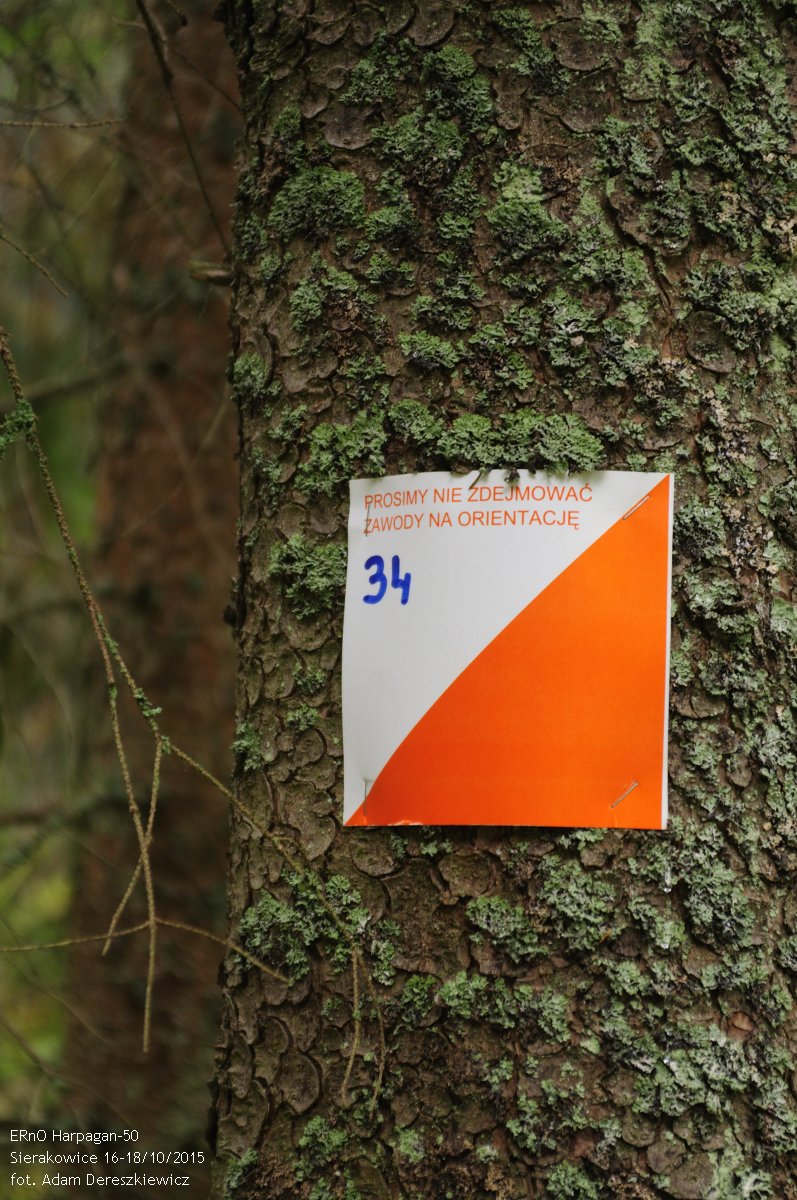 PROSIMY NIE ZDEJMOWAĆ
ZAWODY NA ORIENTACJĘ
34
ERnO Harpagan-50
Sierakowice 16-18/10/2015
fot. Adam Dereszkiewicz